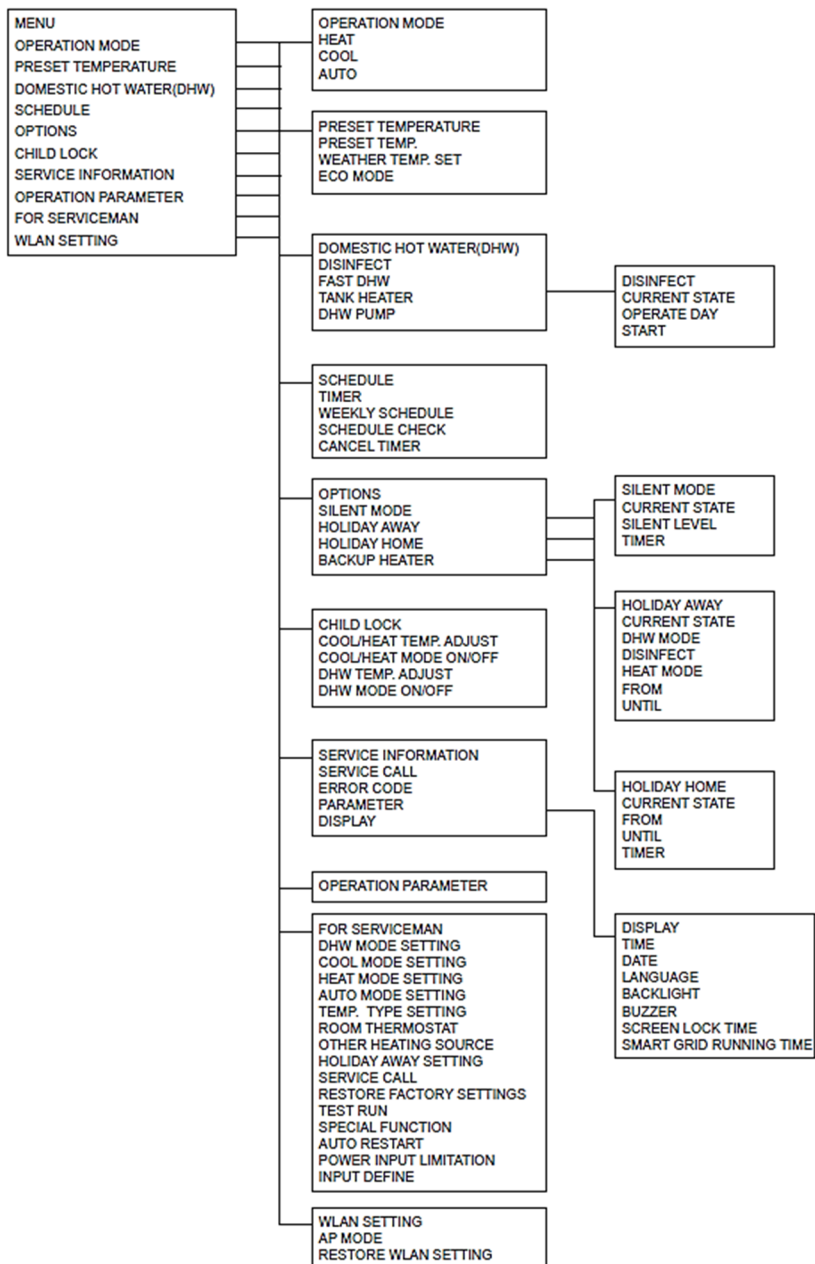 MENU
OPERATION MODE
PRESET TEMPERATURE
DOMESTIC HOT WATER(DHW)
SCHEDULE
OPTIONS
CHILD LOCK
SERVICE INFORMATION
OPERATION PARAMETER
FOR SERVICEMAN
WLAN SETTING
OPERATION MODE
HEAT
COOL
AUTO
PRESET TEMPERATURE
PRESET TEMP.
WEATHER TEMP. SET
ECO MODE
DOMESTIC HOT WATER(DHW)
DISINFECT
FAST DHW
TANK HEATER
DHW PUMP
DISINFECT
CURRENT STATE
OPERATE DAY
START
SCHEDULE
TIMER
WEEKLY SCHEDULE
SCHEDULE CHECK
CANCEL TIMER
OPTIONS
SILENT MODE
HOLIDAY AWAY
HOLIDAY HOME
BACKUP HEATER
SILENT MODE
CURRENT STATE
SILENT LEVEL
TIMER
HOLIDAY AWAY
CURRENT STATE
DHW MODE
DISINFECT
HEAT MODE
FROM
UNTIL
HOLIDAY HOME
CURRENT STATE
FROM
UNTIL
TIMER
CHILD LOCK
COOL/HEAT TEMP. ADJUST
COOL/HEAT MODE ON/OFF
DHW TEMP. ADJUST
DHW MODE ON/OFF
SERVICE INFORMATION
SERVICE CALL
ERROR CODE
PARAMETER
DISPLAY
DISPLAY
TIME
DATE
LANGUAGE
BACKLIGHT
BUZZER
SCREEN LOCK TIME
SMART GRID RUNNING TIME
OPERATION PARAMETER
FOR SERVICEMAN
DHW MODE SETTING
COOL MODE SETTING
HEAT MODE SETTING
AUTO MODE SETTING
TEMP. TYPE SETTING
ROOM THERMOSTAT
OTHER HEATING SOURCE
HOLIDAY AWAY SETTING
SERVICE CALL
RESTORE FACTORY SETTINGS
TEST RUN
SPECIAL FUNCTION
AUTO RESTART
POWER INPUT LIMITATION
INPUT DEFINE
WLAN SETTING
AP MODE
RESTORE WLAN SETTING